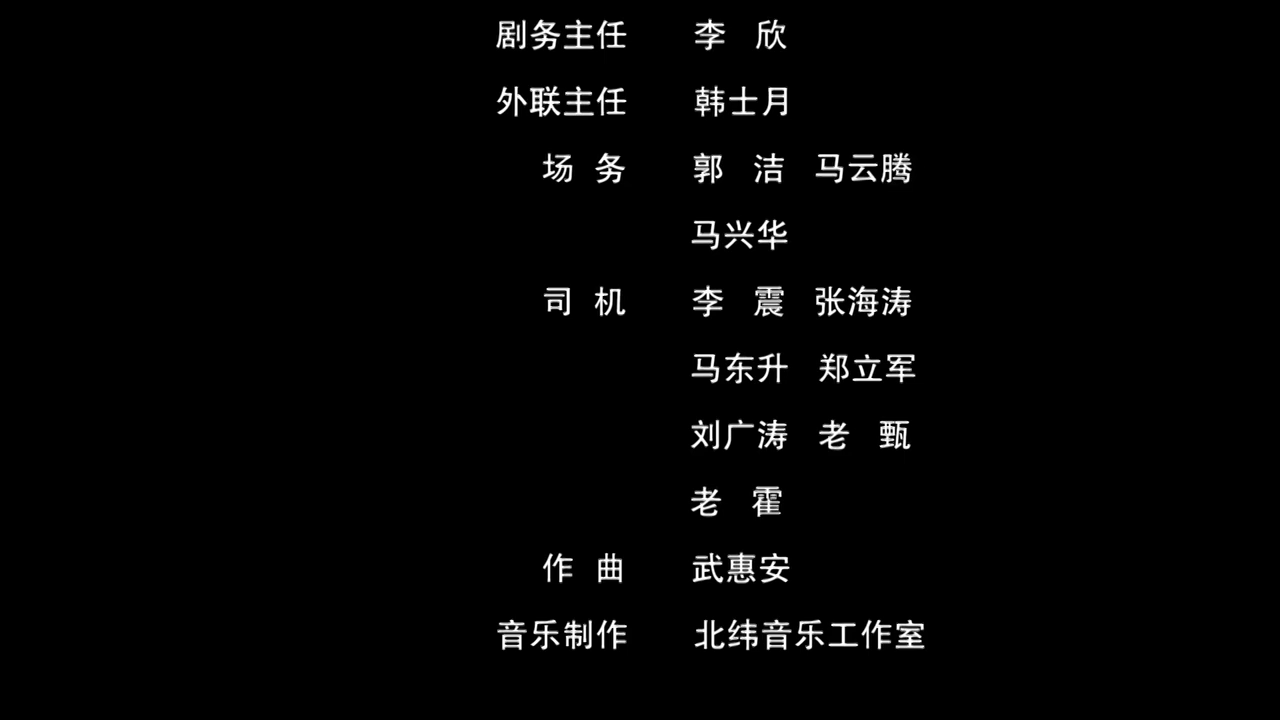 剧务主任 李 欣
外联主任 韩士月
场 务 郭 洁 马云腾
马兴华
司 机 李 震 张海涛
马东升 郑立军
刘广涛 老 甄
老 霍
作 曲 武惠安
音乐制作 北纬音乐工作室